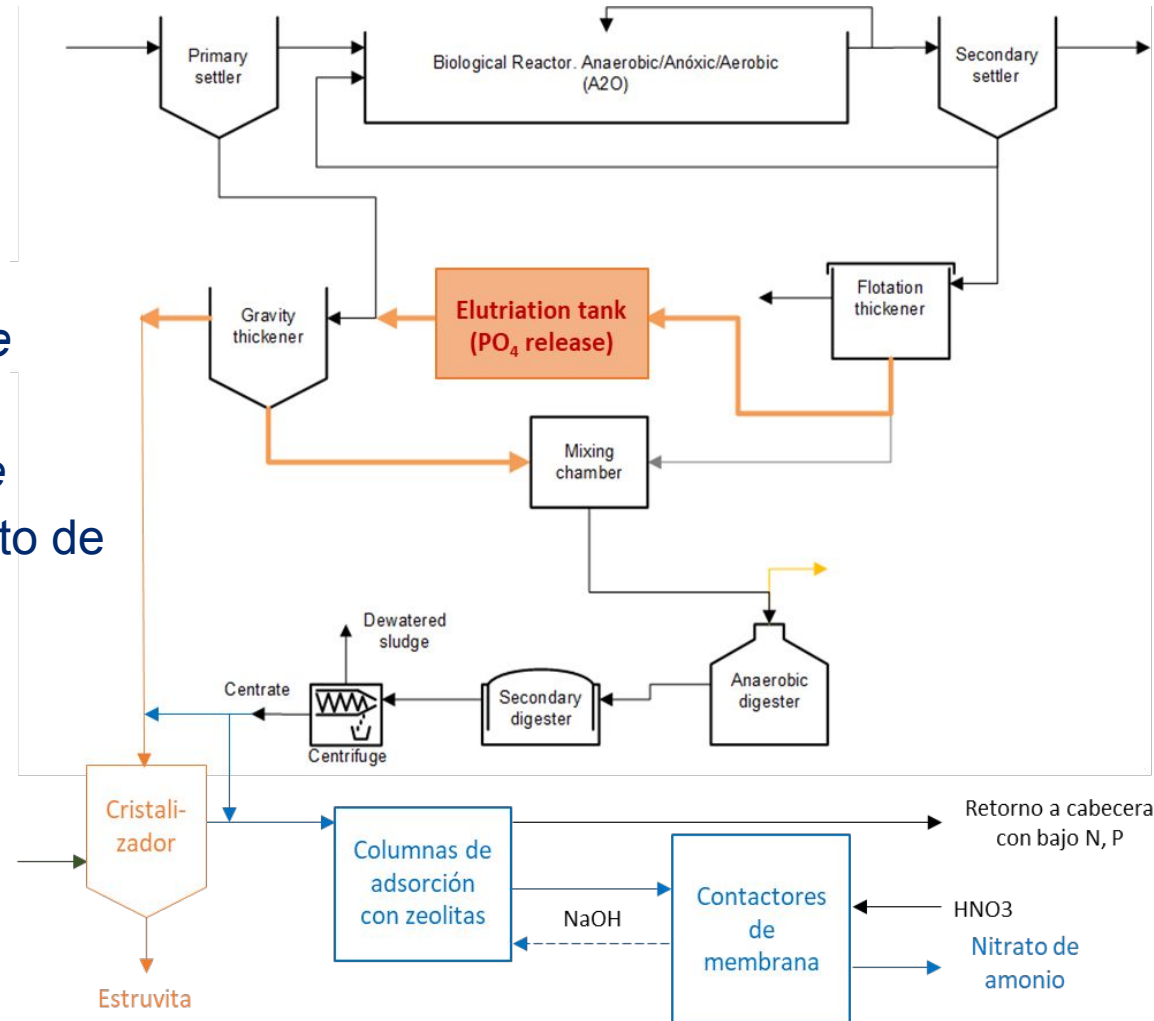 Primary
settler
Biological Reactor. Anaerobic/Anóxic/Aerobic
(A2O)
Secondary
settler
Gravity
thickener
Elutriation tank
(PO₄ release)
Flotation
thickener
e
e
to de
Mixing
chamber
Dewatered
sludge
Centrate
Centrifuge
Secondary
digester
Anaerobic
digester
Cristali-
zador
Columnas de
adsorción
con zeolitas
NaOH
Contactores
de
membrana
Retorno a cabecera
con bajo N, P
HNO3
Nitrato de
amonio
Estruvita